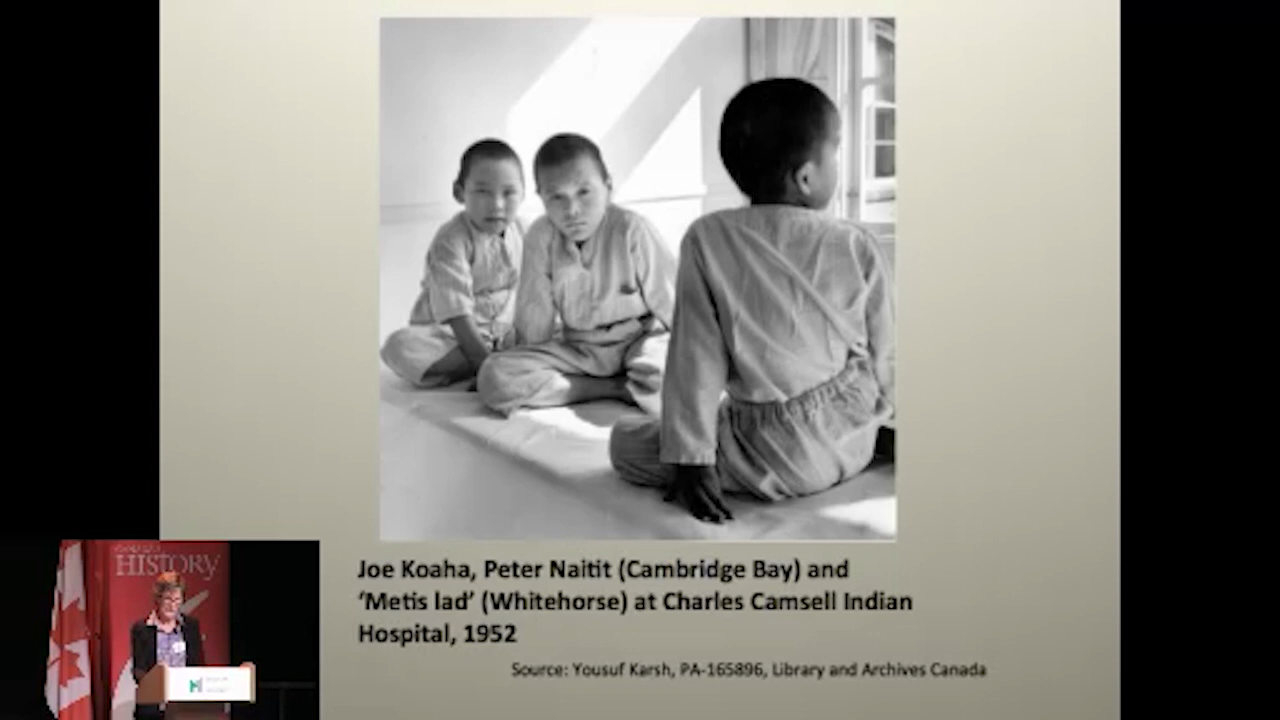 Joe Koaha, Peter Naitit (Cambridge Bay) and
‘Metis lad’ (Whitehorse) at Charles Camsell Indian
Hospital, 1952
Source: Yousuf Karsh, PA-165896, Library and Archives Canada
HISTORY